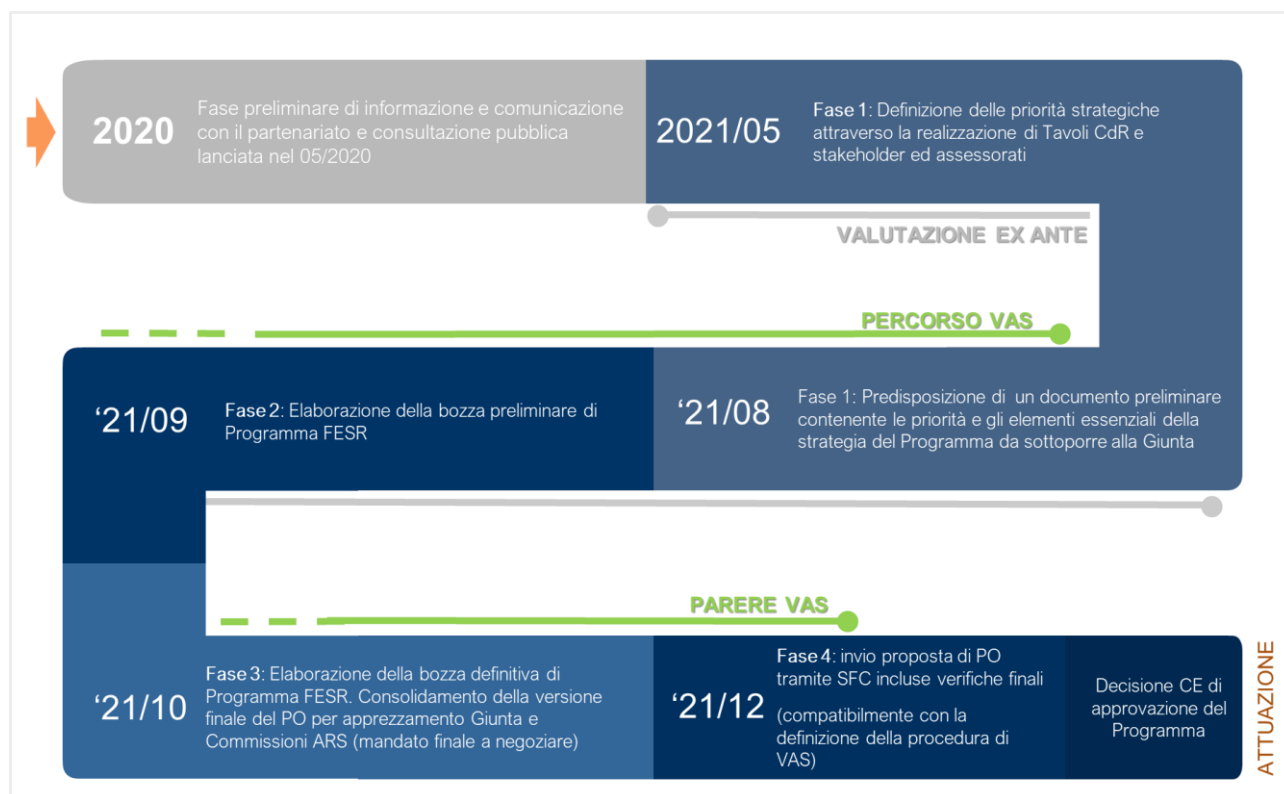 2020
Fase preliminare di informazione e comunicazione
con il partenariato e consultazione pubblica
lanciata nel 05/2020
2021/05
Fase 1: Definizione delle priorità strategiche
attraverso la realizzazione di Tavoli CdR e
stakeholder ed assessorati
VALUTAZIONE EX ANTE
PERCORSO VAS
‘21/09
Fase 2: Elaborazione della bozza preliminare di
Programma FESR
‘21/08
Fase 1: Predisposizione di un documento preliminare
contenente le priorità e gli elementi essenziali della
strategia del Programma da sottoporre alla Giunta
PARERE VAS
‘21/10
Fase 3: Elaborazione della bozza definitiva di
Programma FESR. Consolidamento della versione
finale del PO per apprezzamento Giunta e
Commissioni ARS (mandato finale a negoziare)
‘21/12
Fase 4: invio proposta di PO
tramite SFC incluse verifiche finali
(compatibilmente con la
definizione della procedura di
VAS)
Decisione CE di
approvazione del
Programma
ATTUAZIONE